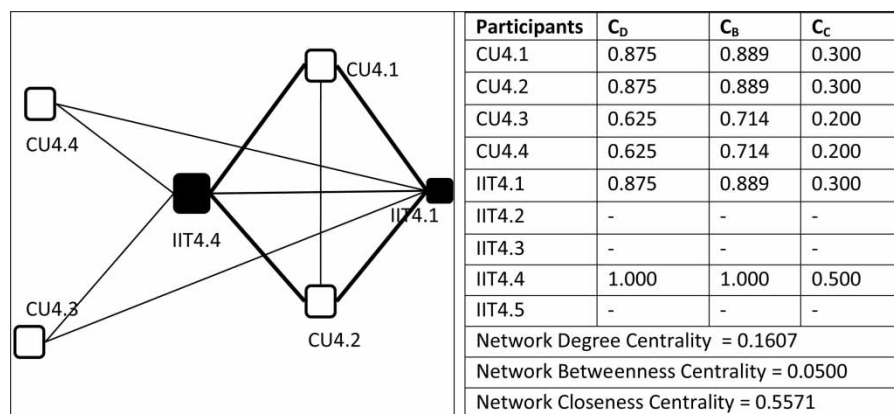 CU4.1
CU4.4
IIT4.1
IIT4.4
CU4.3
CU4.2
Participants C_D C_B C_C
CU4.1 0.875 0.889 0.300
CU4.2 0.875 0.889 0.300
CU4.3 0.625 0.714 0.200
CU4.4 0.625 0.714 0.200
IIT4.1 0.875 0.889 0.300
IIT4.2 - - -
IIT4.3 - - -
IIT4.4 1.000 1.000 0.500
IIT4.5 - - -
Network Degree Centrality = 0.1607
Network Betweenness Centrality = 0.0500
Network Closeness Centrality = 0.5571